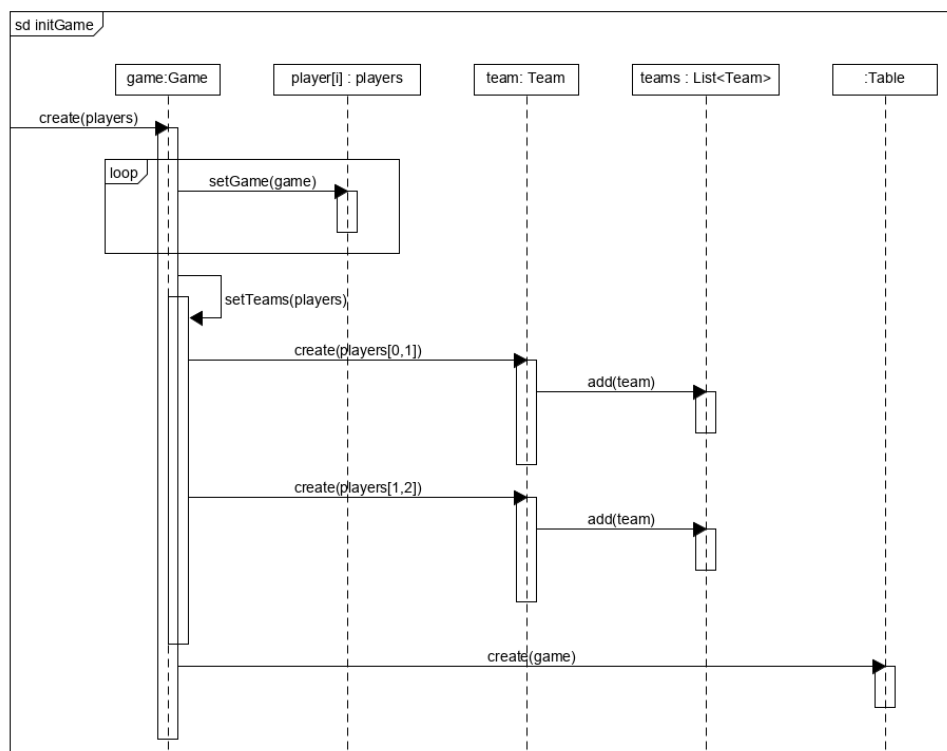 sd initGame
game:Game
player[i] : players
team: Team
teams : List<Team>
:Table
create(players)
loop
setGame(game)
setTeams(players)
create(players[0,1])
add(team)
create(players[1,2])
add(team)
create(game)